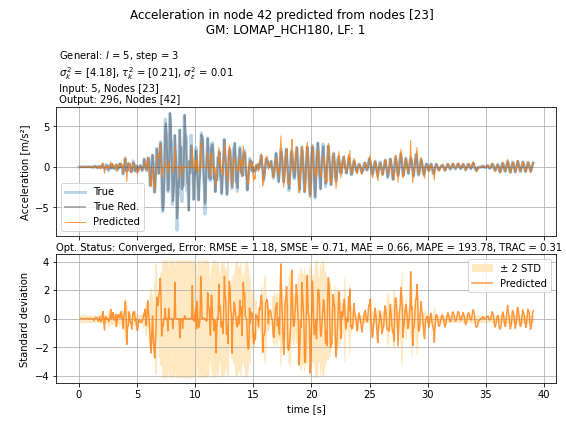 Acceleration in node 42 predicted from nodes [23]
GM: LOMAP_HCH180, LF: 1
General: l = 5, step = 3
σ²ₖ = [4.18], τ²ₖ = [0.21], σ²ₛ = 0.01
Input: 5, Nodes [23]
Output: 296, Nodes [42]
Acceleration [m/s²]
5
0
−5
True
True Red.
Predicted
Opt. Status: Converged, Error: RMSE = 1.18, SMSE = 0.71, MAE = 0.66, MAPE = 193.78, TRAC = 0.31
Standard deviation
4
2
0
−2
−4
± 2 STD
Predicted
0 5 10 15 20 25 30 35 40
time [s]